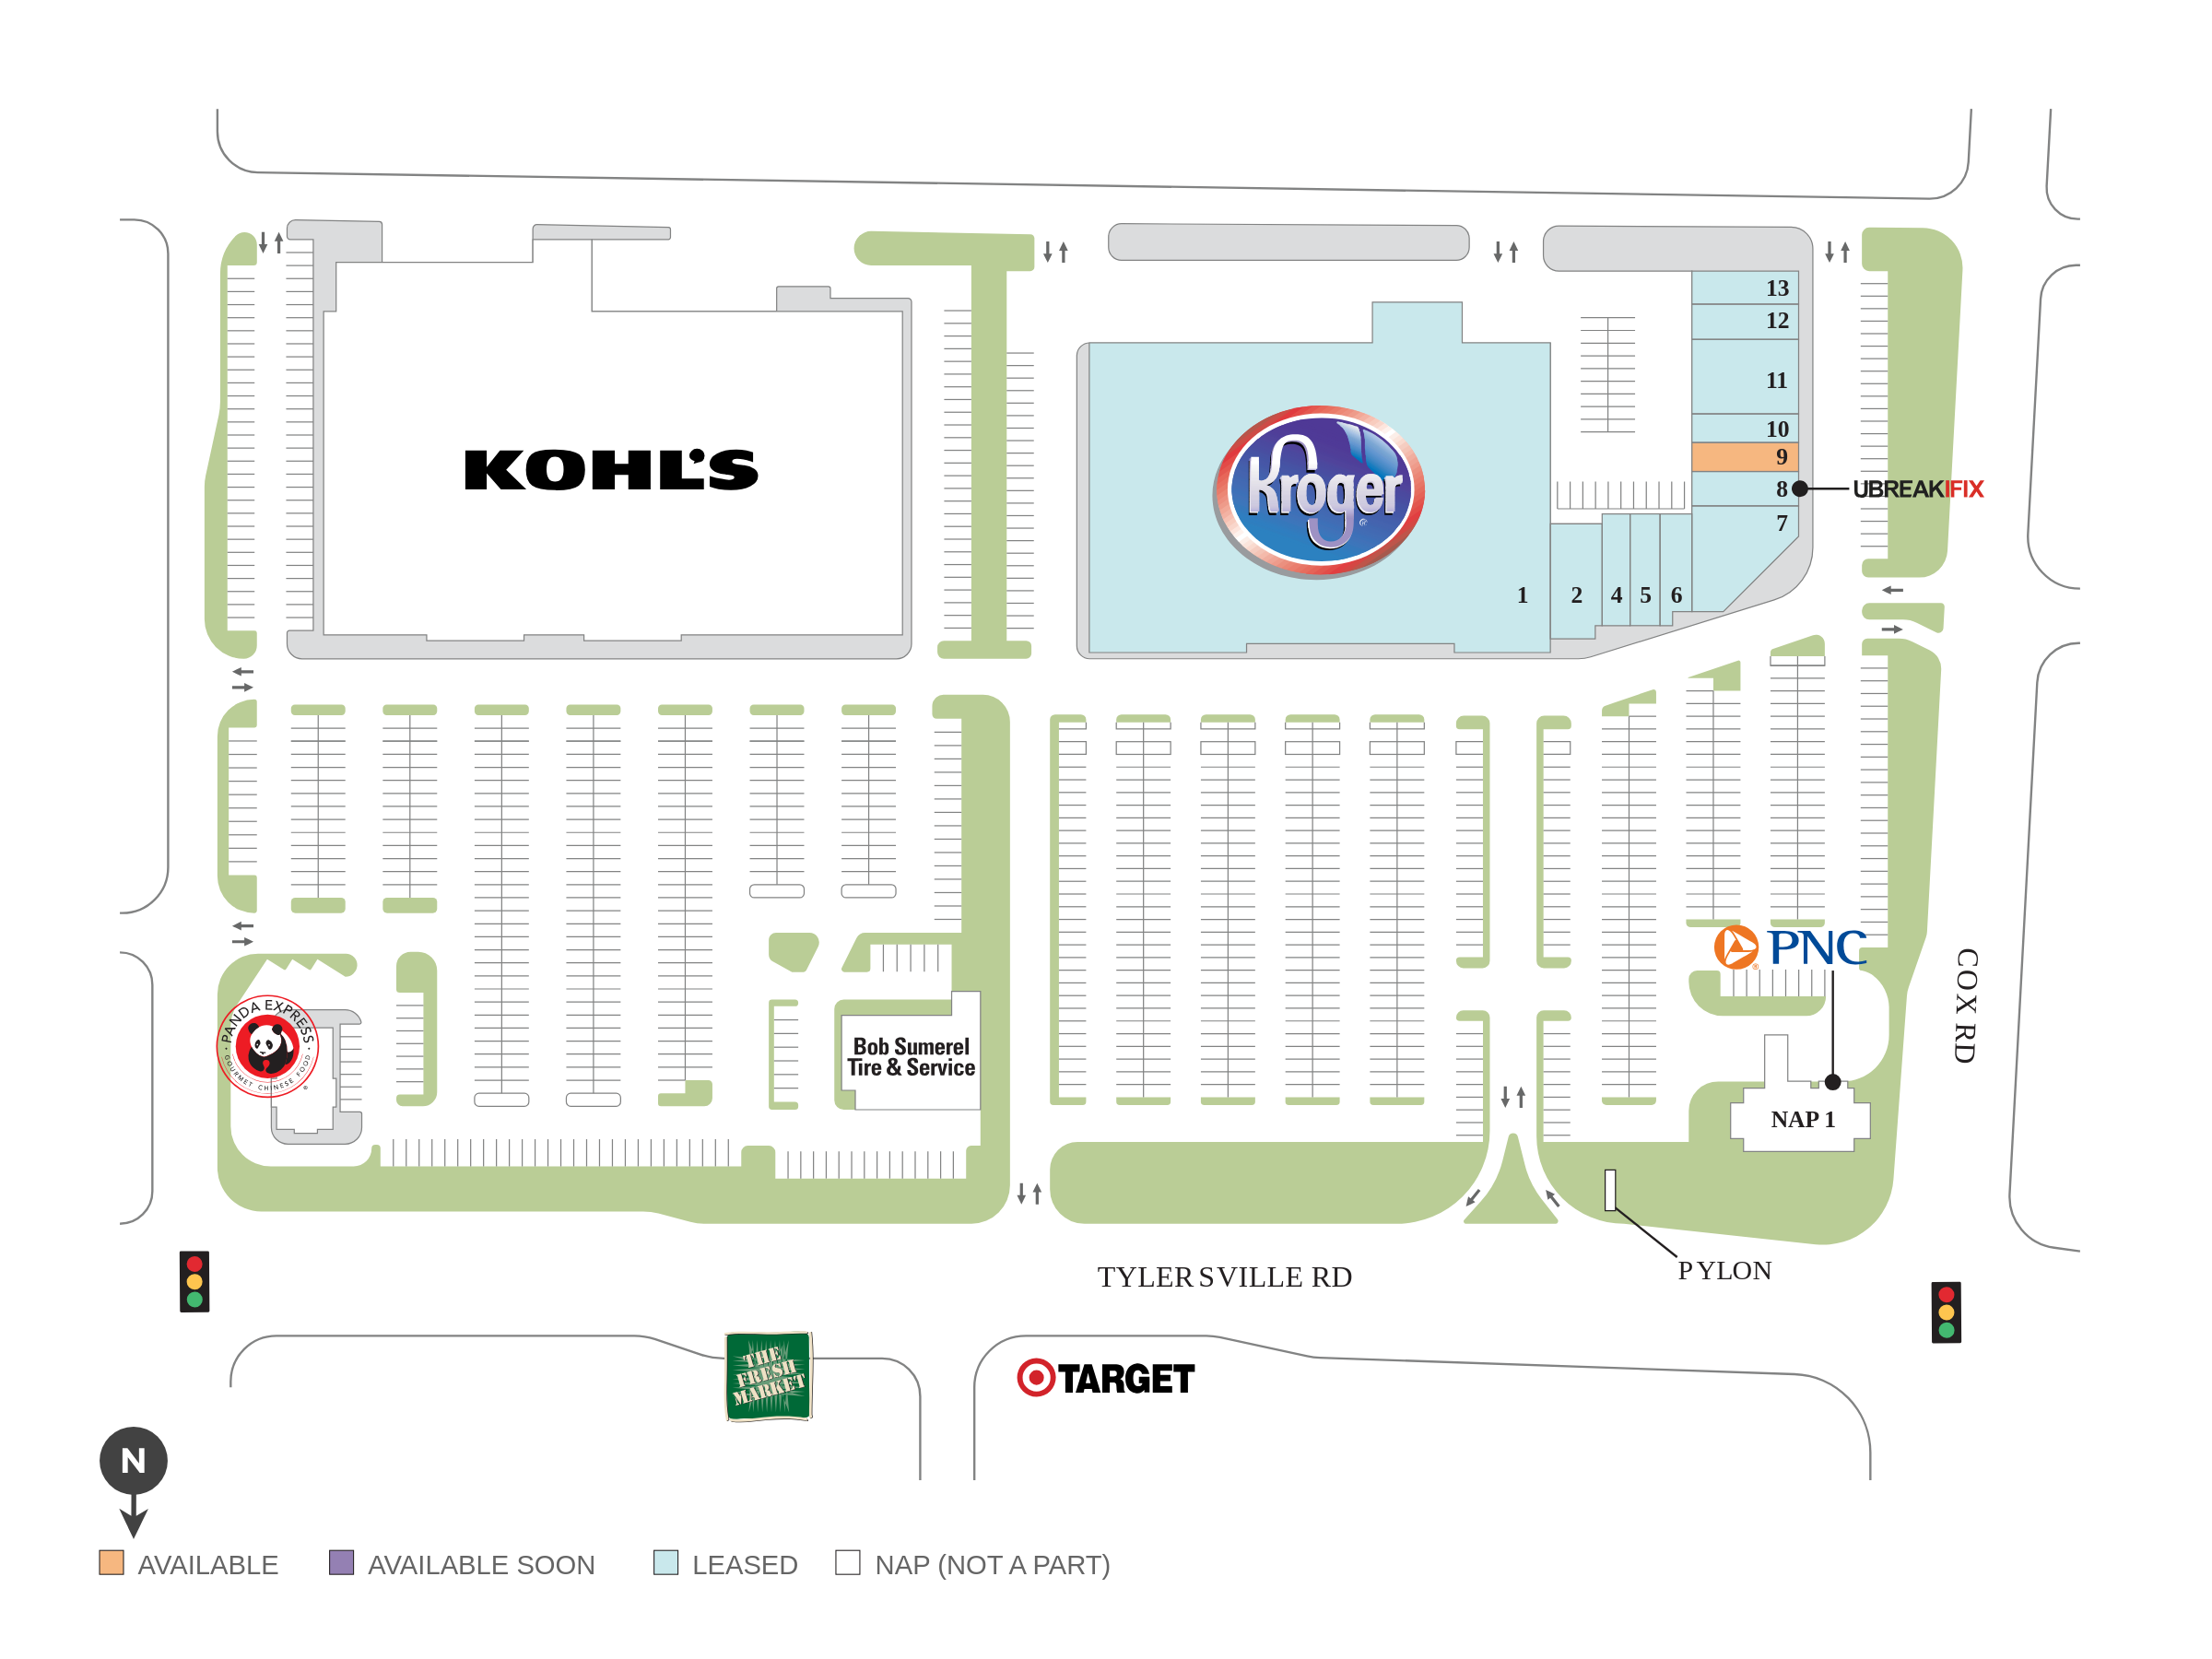 KOHL'S
Kroger
13
12
11
10
9
8
UBREAKIFIX
7
1
2
4
5
6
PNC
COX RD
PANDA EXPRESS
GOURMET CHINESE FOOD
Bob Sumerel
Tire & Service
NAP 1
PYLON
TYLERSVILLE RD
THE
FRESH
MARKET
TARGET
N
AVAILABLE
AVAILABLE SOON
LEASED
NAP (NOT A PART)